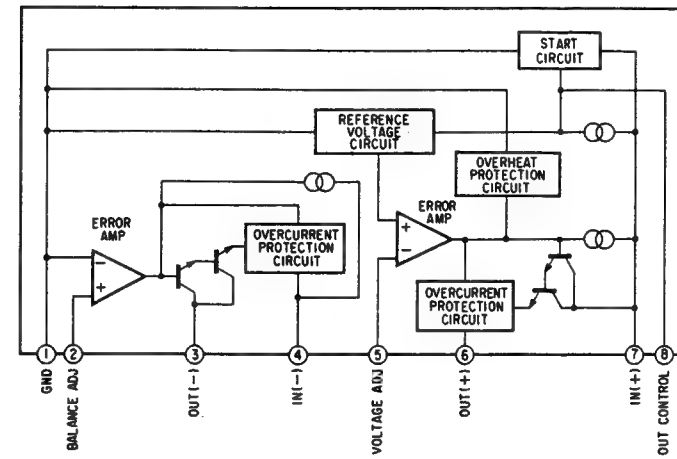 START
CIRCUIT
REFERENCE
VOLTAGE
CIRCUIT
OVERHEAT
PROTECTION
CIRCUIT
ERROR
AMP
ERROR
AMP
OVERCURRENT
PROTECTION
CIRCUIT
OVERCURRENT
PROTECTION
CIRCUIT
- 
+
+
-
1
2
3
4
5
6
7
8
GND
BALANCE ADJ
OUT(-)
IN(-)
VOLTAGE ADJ
OUT(+)
IN(+)
OUT CONTROL